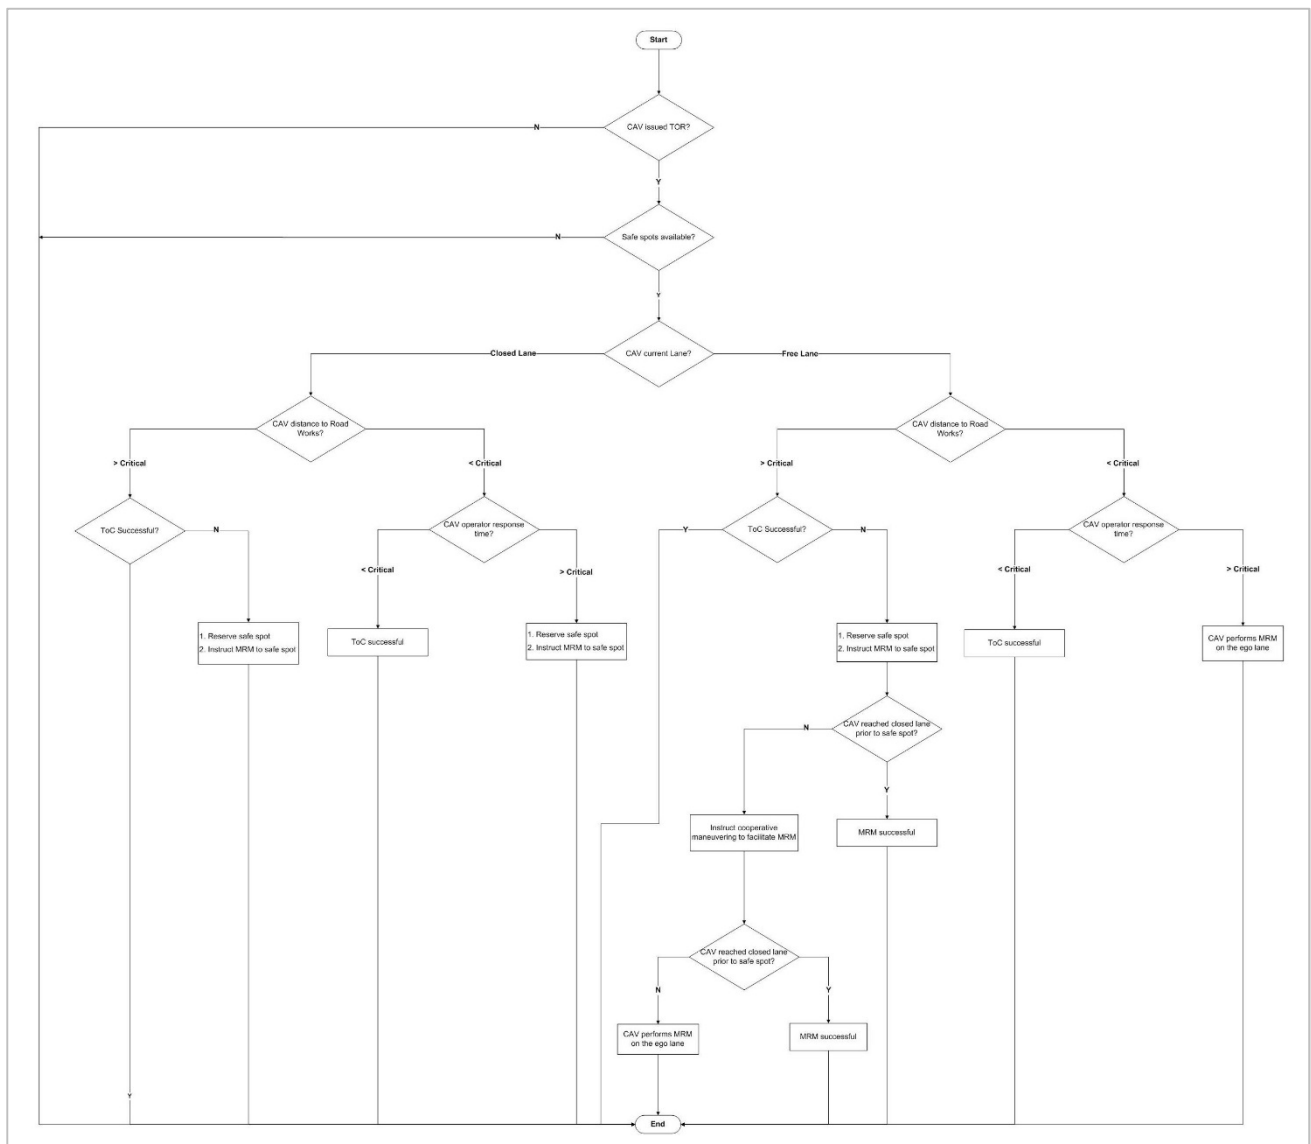 Start
CAV issued TOR?
N
Y
Safe spots available?
N
Y
CAV current Lane?
Closed Lane
Free Lane
CAV distance to Road
Works?
CAV distance to Road
Works?
> Critical
< Critical
> Critical
< Critical
ToC Successful?
N
CAV operator response
time?
Y
ToC Successful?
N
CAV operator response
time?
< Critical
> Critical
< Critical
> Critical
1. Reserve safe spot
2. Instruct MRM to safe spot
ToC successful
1. Reserve safe spot
2. Instruct MRM to safe spot
1. Reserve safe spot
2. Instruct MRM to safe spot
ToC successful
CAV performs MRM
on the ego lane
CAV reached closed lane
prior to safe spot?
N
Y
Instruct cooperative
maneuvering to facilitate MRM
MRM successful
CAV reached closed lane
prior to safe spot?
N
Y
CAV performs MRM
on the ego lane
MRM successful
Y
End